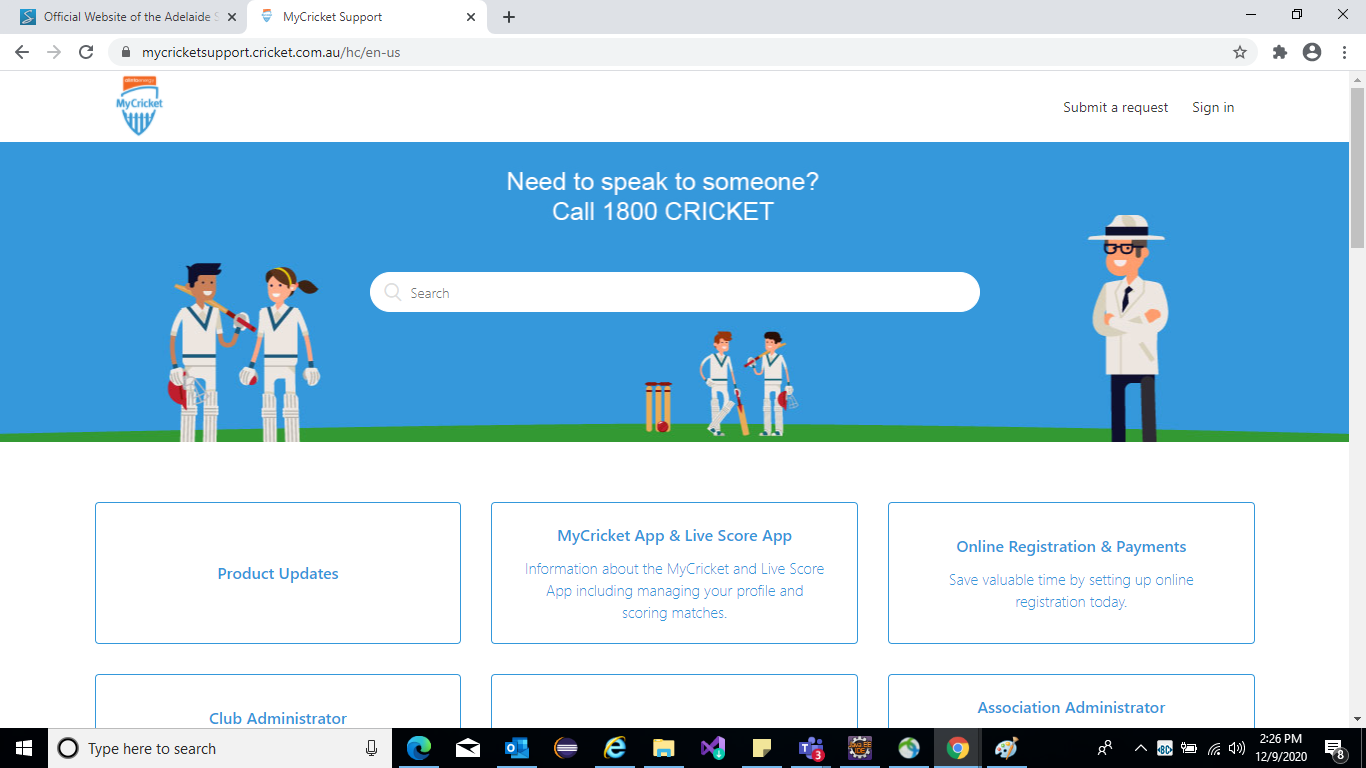 Official Website of the Adelaide S
MyCricket Support
mycricketsupport.cricket.com.au/hc/en-us
MyCricket
Submit a request
Sign in
Need to speak to someone?
Call 1800 CRICKET
Search
Product Updates
MyCricket App & Live Score App
Information about the MyCricket and Live Score
App including managing your profile and
scoring matches.
Online Registration & Payments
Save valuable time by setting up online
registration today.
Club Administrator
Association Administrator
Type here to search
3
2:26 PM
12/9/2020
8